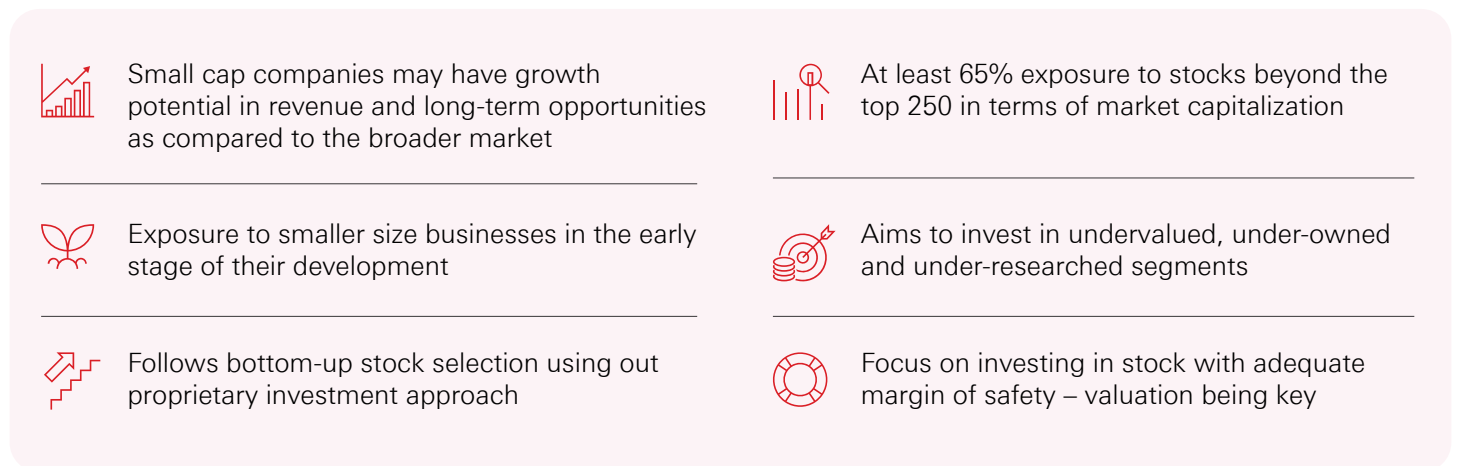 Small cap companies may have growth
potential in revenue and long-term opportunities
as compared to the broader market
At least 65% exposure to stocks beyond the
top 250 in terms of market capitalization
Exposure to smaller size businesses in the early
stage of their development
Aims to invest in undervalued, under-owned
and under-researched segments
Follows bottom-up stock selection using out
proprietary investment approach
Focus on investing in stock with adequate
margin of safety – valuation being key